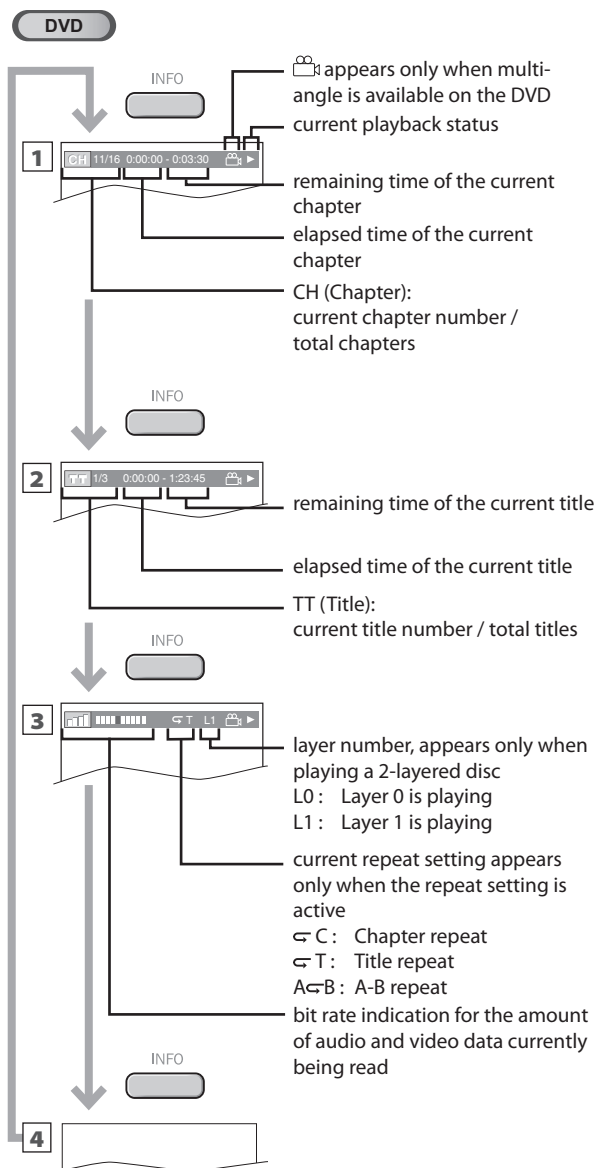 DVD
INFO
appears only when multi-
angle is available on the DVD
current playback status
1
CH 11/16 0:00:00 - 0:03:30
remaining time of the current
chapter
elapsed time of the current
chapter
CH (Chapter):
current chapter number /
total chapters
INFO
2
TT 1/3 0:00:00 - 1:23:45
remaining time of the current title
elapsed time of the current title
TT (Title):
current title number / total titles
INFO
3
T L1
layer number, appears only when
playing a 2-layered disc
L0 : Layer 0 is playing
L1 : Layer 1 is playing
current repeat setting appears
only when the repeat setting is
active
C : Chapter repeat
T : Title repeat
A B : A-B repeat
bit rate indication for the amount
of audio and video data currently
being read
INFO
4